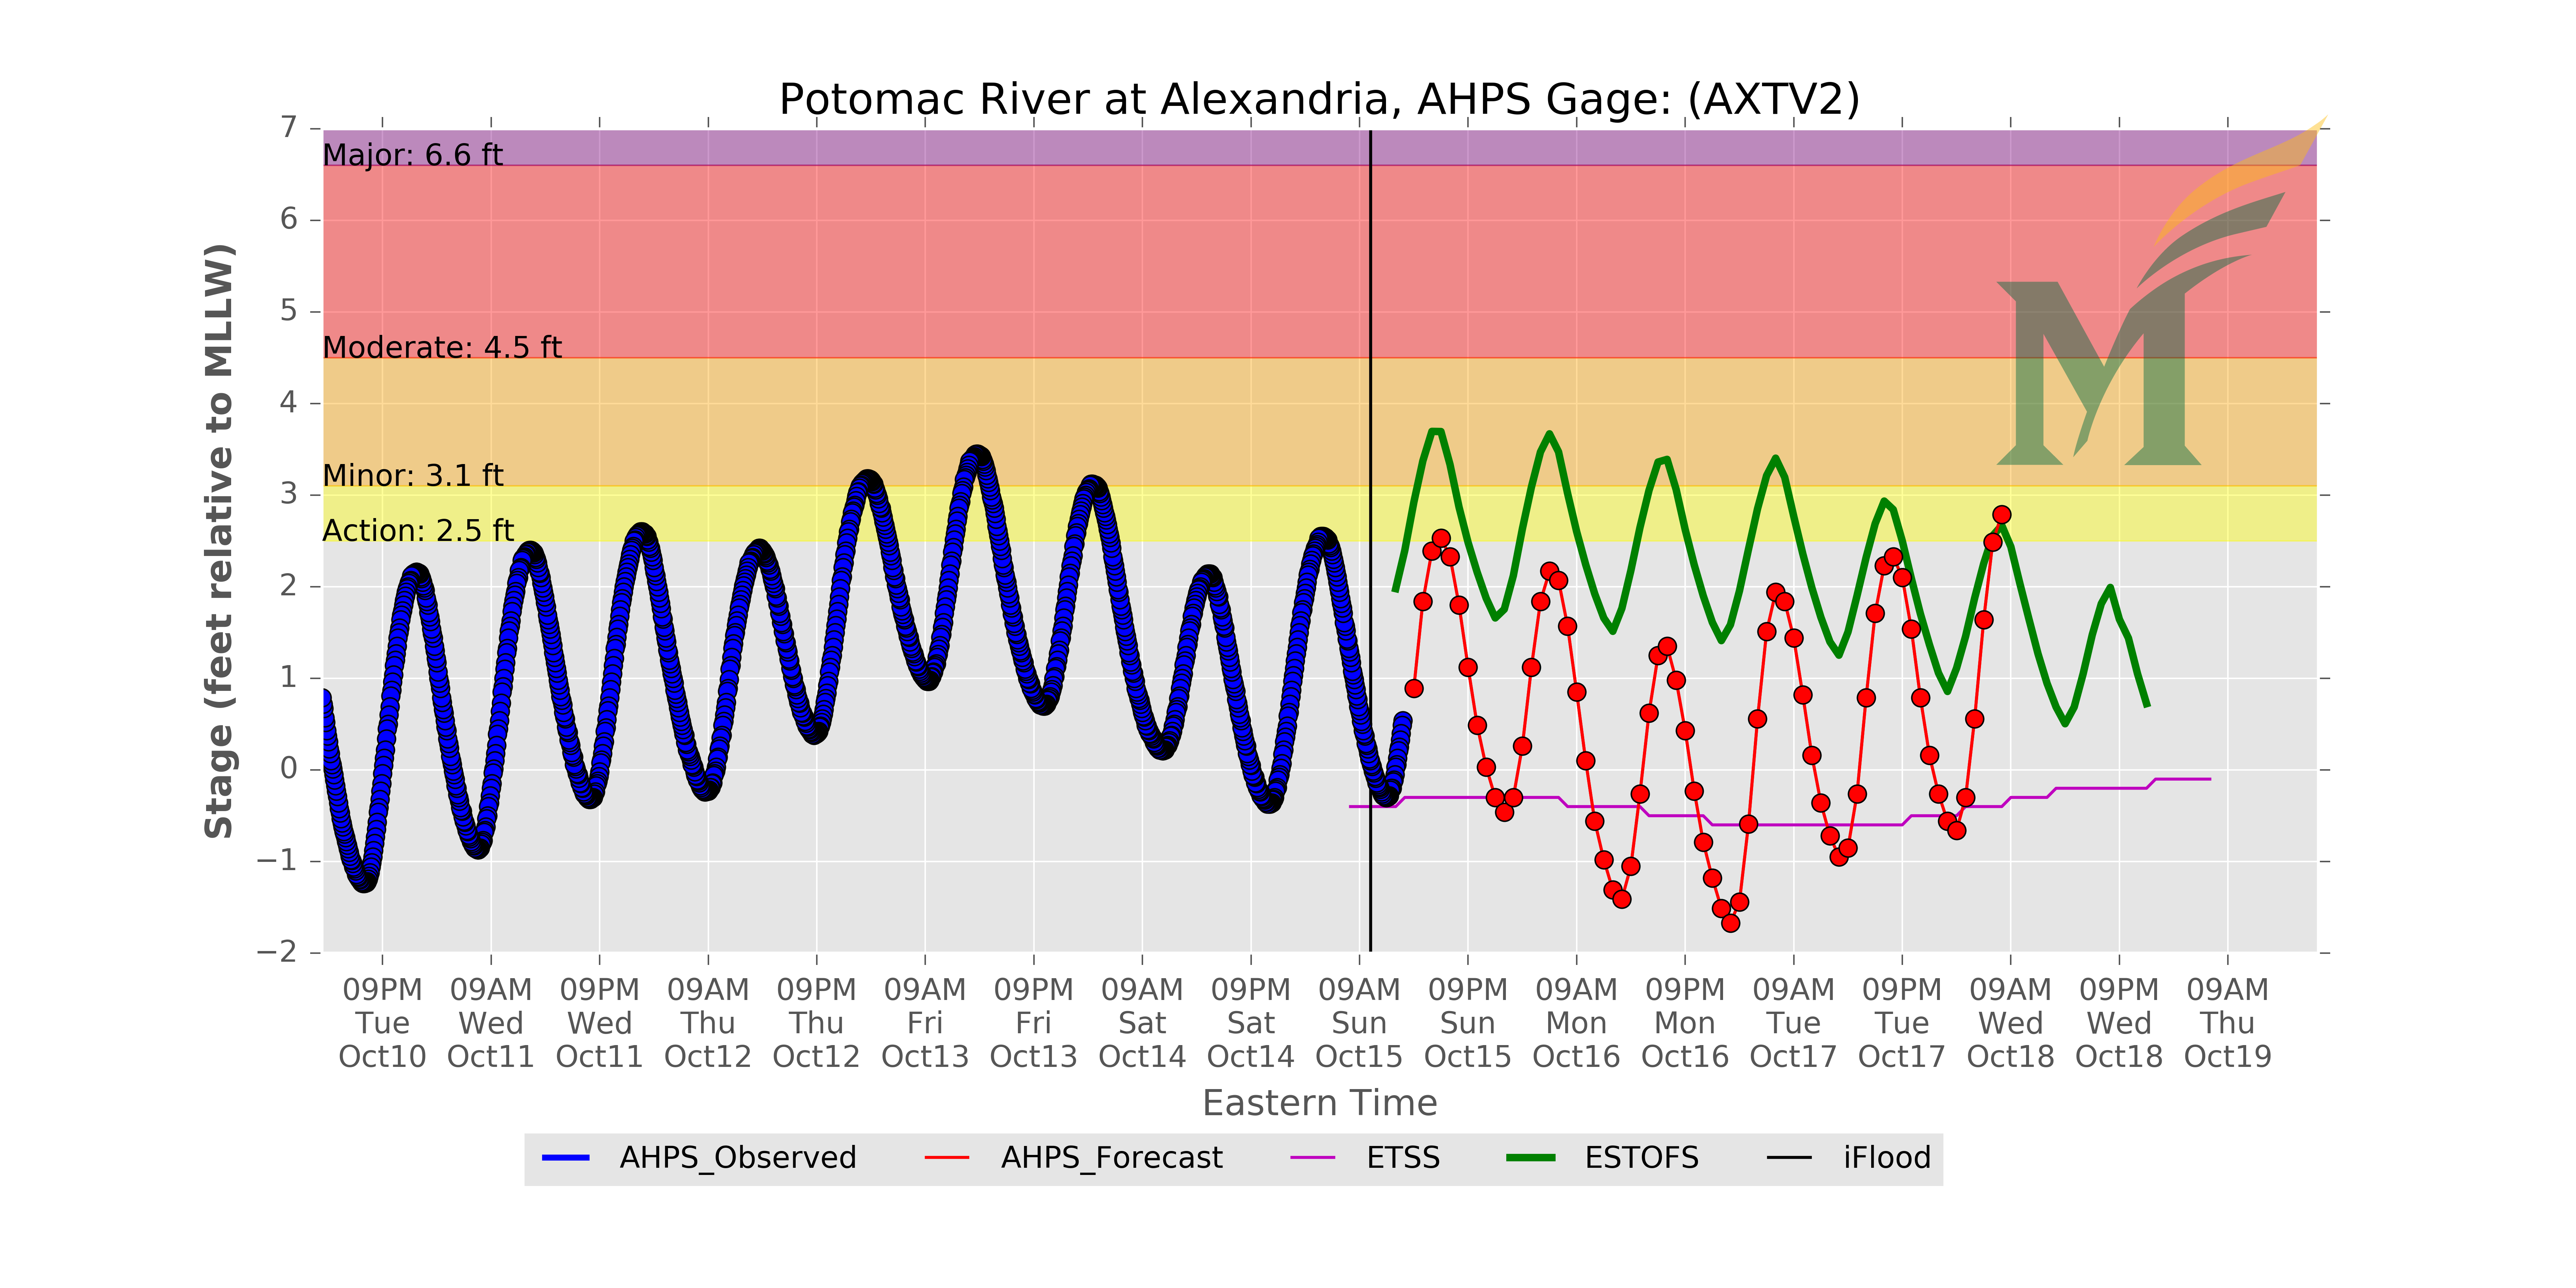 Potomac River at Alexandria, AHPS Gage: (AXTV2)
Stage (feet relative to MLLW)
7
6
5
4
3
2
1
0
−1
−2
Major: 6.6 ft
Moderate: 4.5 ft
Minor: 3.1 ft
Action: 2.5 ft
M
09PM 09AM 09PM 09AM 09PM 09AM 09PM 09AM 09PM 09AM 09PM 09AM 09PM 09AM 09PM 09AM 09PM 09AM
Tue Wed Wed Thu Thu Fri Fri Sat Sat Sun Sun Mon Mon Tue Tue Wed Wed Thu
Oct10 Oct11 Oct11 Oct12 Oct12 Oct13 Oct13 Oct14 Oct14 Oct15 Oct15 Oct16 Oct16 Oct17 Oct17 Oct18 Oct18 Oct19
Eastern Time
AHPS_Observed AHPS_Forecast ETSS ESTOFS iFlood